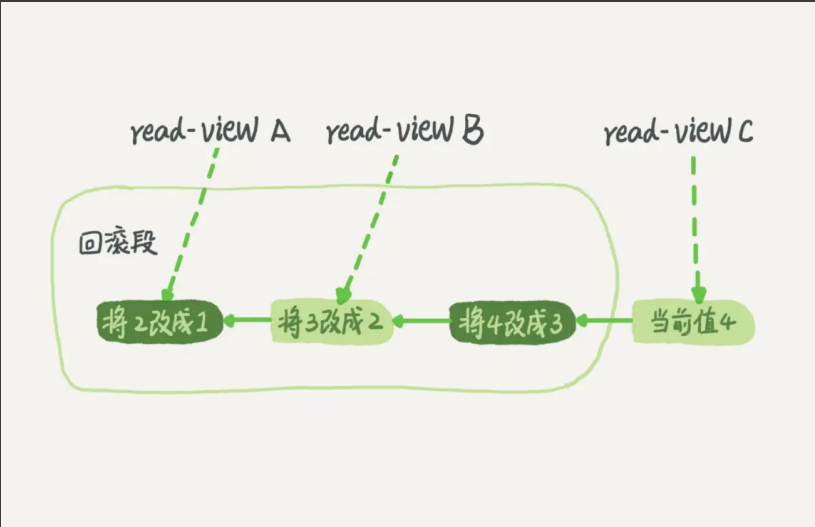 read-view A
read-view B
read-view C
回滚段
将2改成1
将3改成2
将4改成3
当前值4